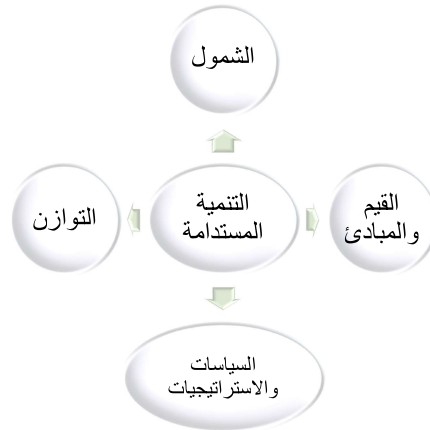 الشمول
القيم
والمبادئ
التنمية
المستدامة
التوازن
السياسات
والاستراتيجيات